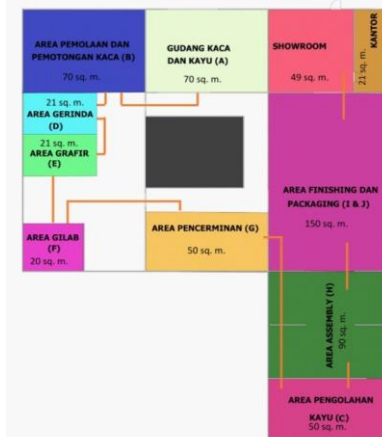 AREA PEMOLAAN DAN
PEMOTONGAN KACA (B)
70 sq. m.
GUDANG KACA
DAN KAYU (A)
70 sq. m.
SHOWROOM
49 sq. m.
KANTOR
21 sq. m.
21 sq. m.
AREA GERINDA
(D)
21 sq. m.
AREA GRAFIR
(E)
AREA FINISHING DAN
PACKAGING (I & J)
150 sq. m.
AREA GILAB
(F)
20 sq. m.
AREA PENCERMINAN (G)
50 sq. m.
AREA ASSEMBLY (H)
90 sq. m.
AREA PENGOLAHAN
KAYU (C)
50 sq. m.